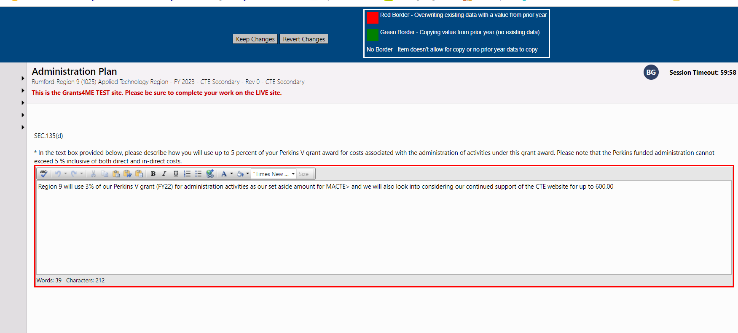 Red Border - Overwriting existing data with a value from prior year
Keep Changes Revert Changes
Green Border - Copying value from prior year (no existing data)
No Border - Item doesn't allow for copy or no prior year data to copy
Administration Plan
BG Session Timeout: 59:58
Rumford Region 9 (1025) Applied Technology Region - FY 2023 - CTE Secondary - Rev 0 - CTE Secondary
This is the Grants4ME TEST site. Please be sure to complete your work on the LIVE site.
SEC.135(d)
* In the text box provided below, please describe how you will use up to 5 percent of your Perkins V grant award for costs associated with the administration of activities under this grant award. Please note that the Perkins funded administration cannot
exceed 5 % inclusive of both direct and in-direct costs.
B I U A "Times New ... Size
Region 9 will use 3% of our Perkins V grant (FY22) for administration activities as our set aside amount for MACTE> and we will also look into considering our continued support of the CTE website for up to 600.00
Words: 39 Characters: 212